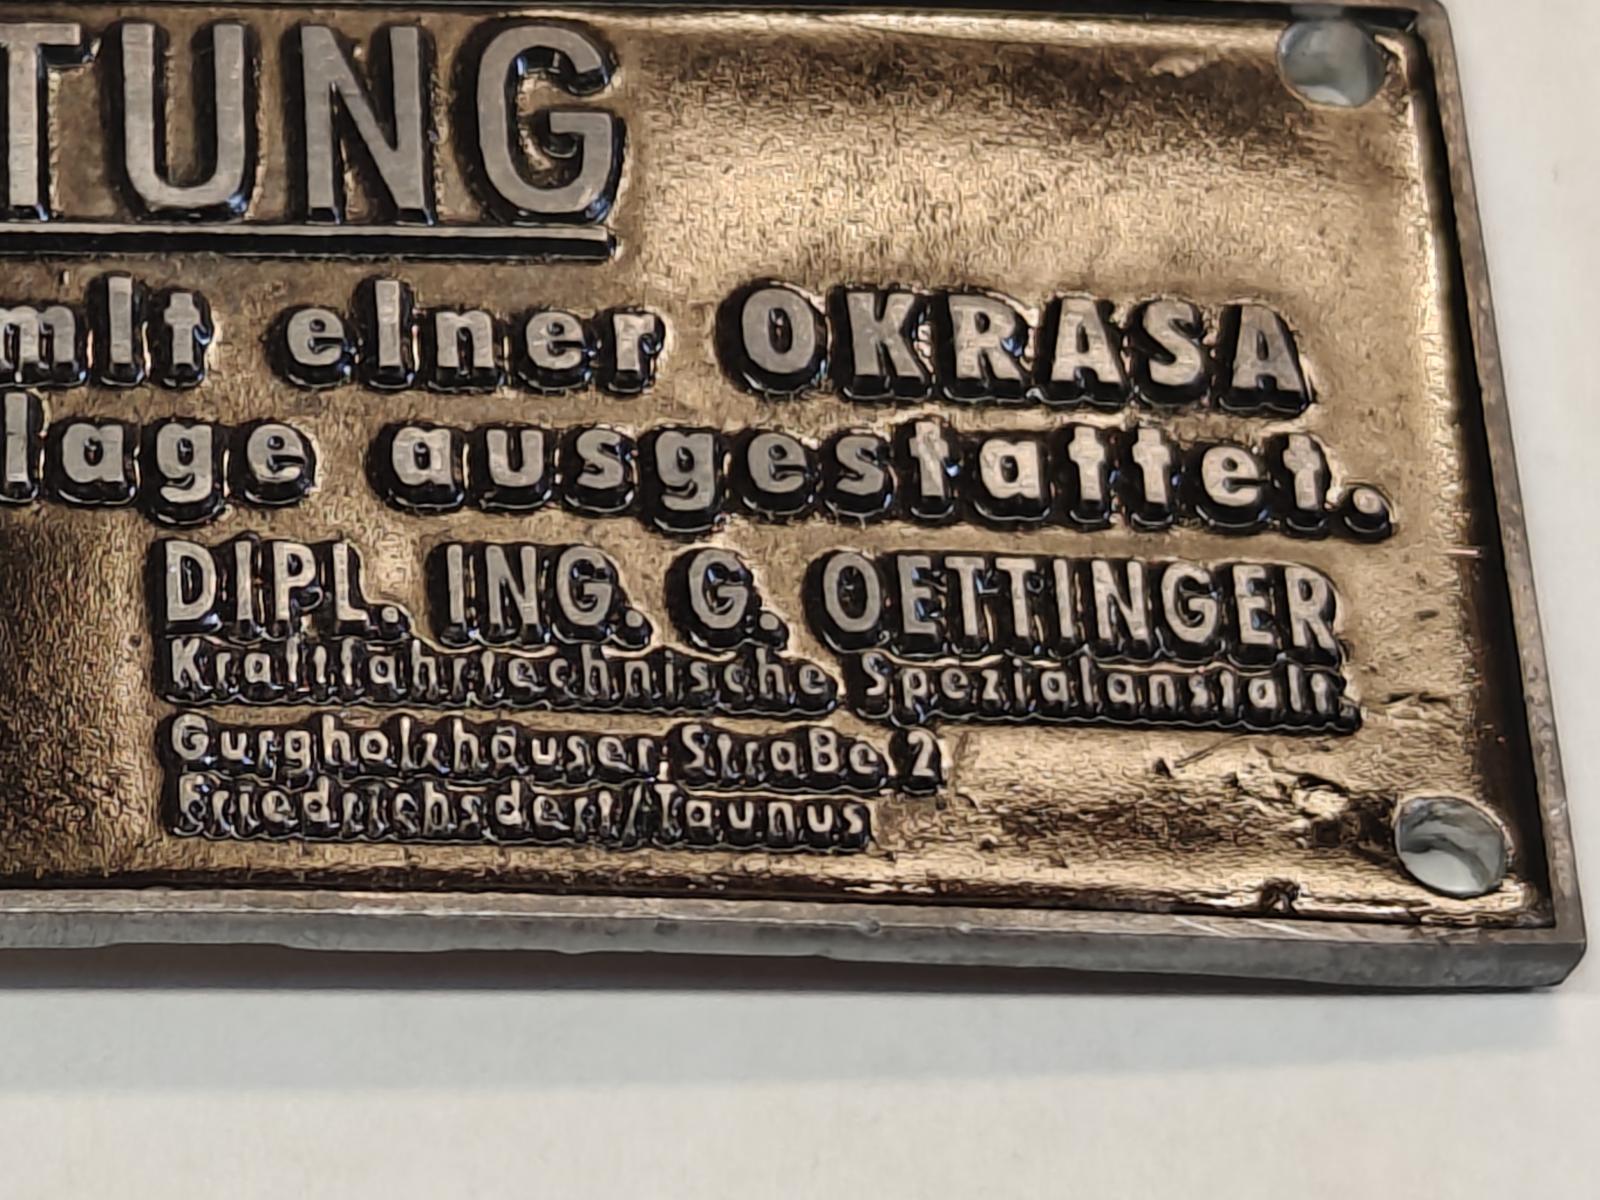 TUNG
mit einer OKRASA
lage ausgestattet.
DIPL. ING. G. OETTINGER
Kraftfahrtechnische Spezialanstalt
Gurgholzhäuser Straße 2
Friedrichsdorf/Taunus